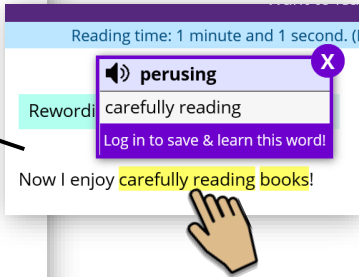 Reading time: 1 minute and 1 second. (
X
perusing
Rewordi
carefully reading
Log in to save & learn this word!
Now I enjoy carefully reading books!